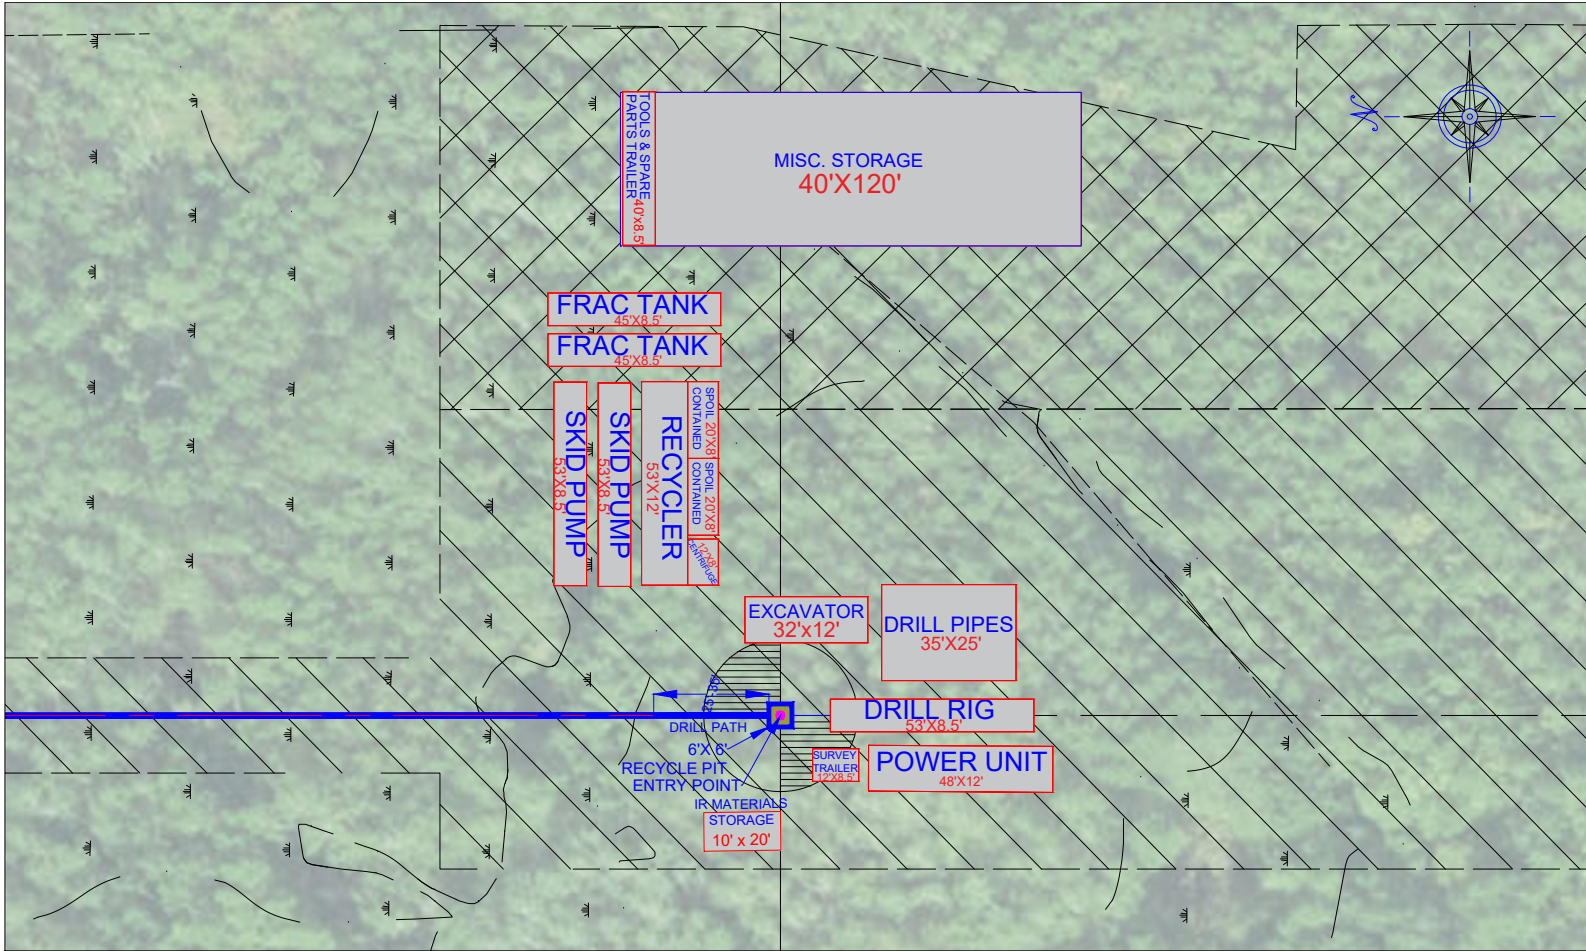 N
TOOLS & SPARE
PARTS TRAILER
40'x8.5'
MISC. STORAGE
40'X120'
FRAC TANK
45'X8.5'
FRAC TANK
45'X8.5'
SKID PUMP
53'X8.5'
SKID PUMP
53'X8.5'
RECYCLER
53'X12'
SPOIL 20'X8'
CONTAINED
SPOIL 20'X8'
CONTAINED
12'X8'
CENTRIFUGE
EXCAVATOR
32'x12'
DRILL PIPES
35'X25'
DRILL PATH
DRILL RIG
53'X8.5'
6'X 6'
RECYCLE PIT
ENTRY POINT
SURVEY
TRAILER
12'X8.5'
POWER UNIT
48'X12'
IR MATERIALS
STORAGE
10' x 20'